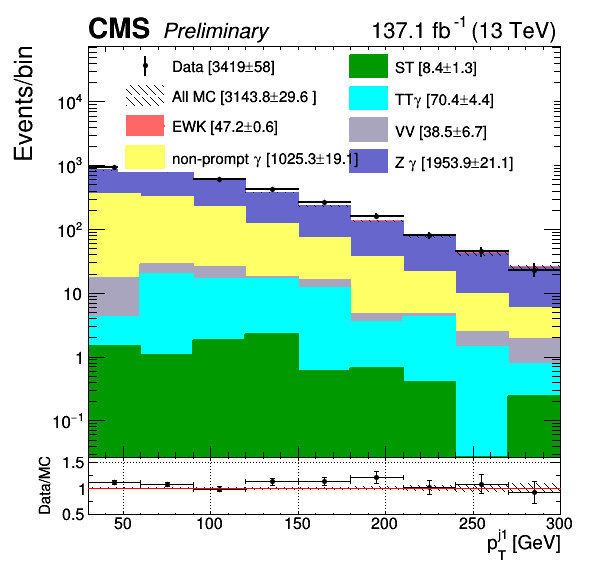 CMS Preliminary 137.1 fb⁻¹ (13 TeV)
Events/bin
Data [3419±58]
All MC [3143.8±29.6 ]
EWK [47.2±0.6]
non-prompt γ [1025.3±19.1]
ST [8.4±1.3]
TTγ [70.4±4.4]
VV [38.5±6.7]
Z γ [1953.9±21.1]
10⁴
10³
10²
10
1
10⁻¹
Data/MC
1.5
1
0.5
50 100 150 200 250 300
p_T^j1 [GeV]